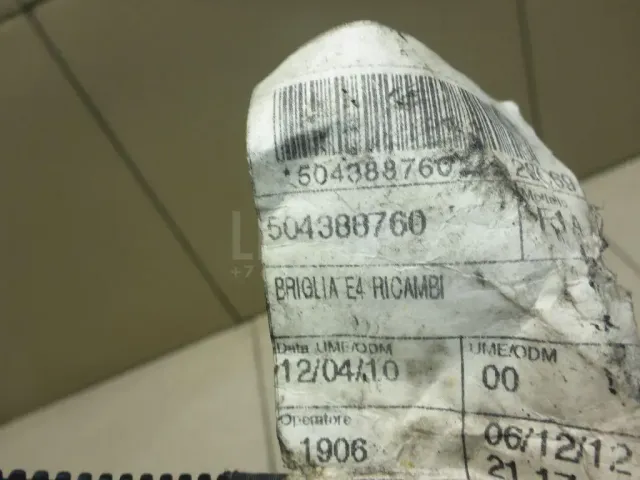 *504388760
504388760
BRIGLIA E4 RICAMBI
Data UME/ODM UME/ODM
12/04/10 00
Operatore
1906 06/12/12